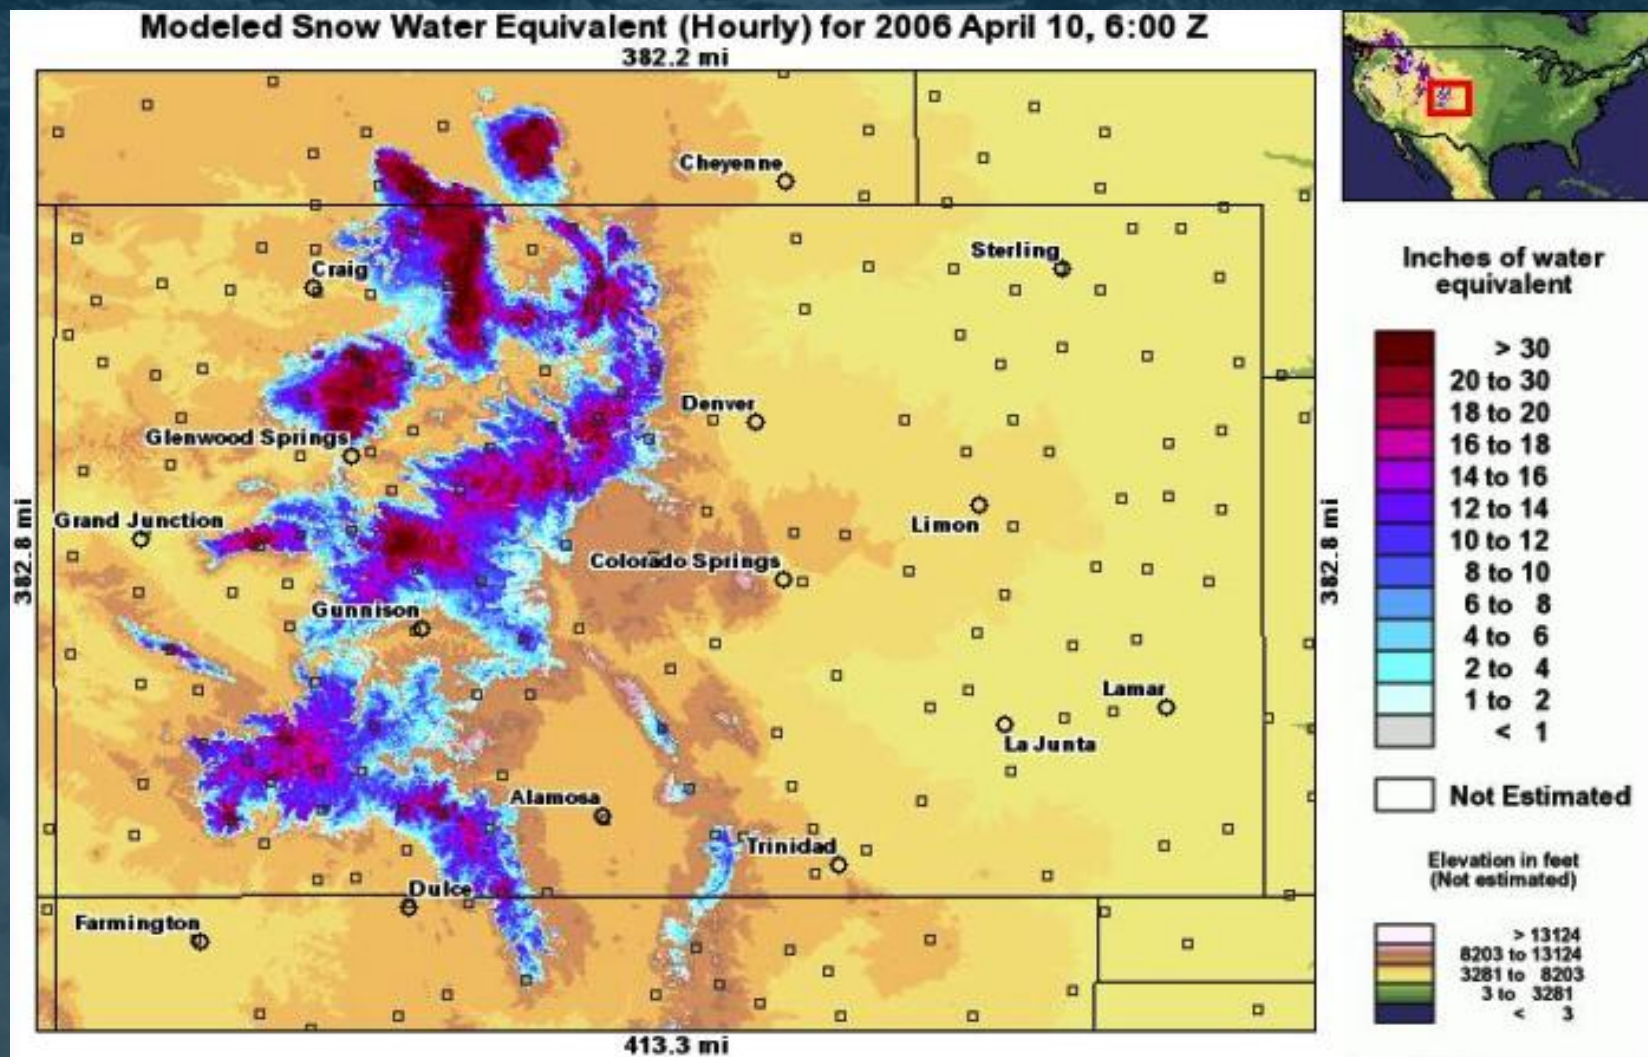 Modeled Snow Water Equivalent (Hourly) for 2006 April 10, 6:00 Z
382.2 mi
Cheyenne
Sterling
Craig
Denver
Glenwood Springs
382.8 mi
Grand Junction
Limon
Colorado Springs
382.8 mi
Gunnison
Lamar
La Junta
Alamosa
Trinidad
Dulce
Farmington
413.3 mi
Inches of water
equivalent
> 30
20 to 30
18 to 20
16 to 18
14 to 16
12 to 14
10 to 12
8 to 10
6 to 8
4 to 6
2 to 4
1 to 2
< 1
Not Estimated
Elevation in feet
(Not estimated)
> 13124
8203 to 13124
3281 to 8203
3 to 3281
< 3